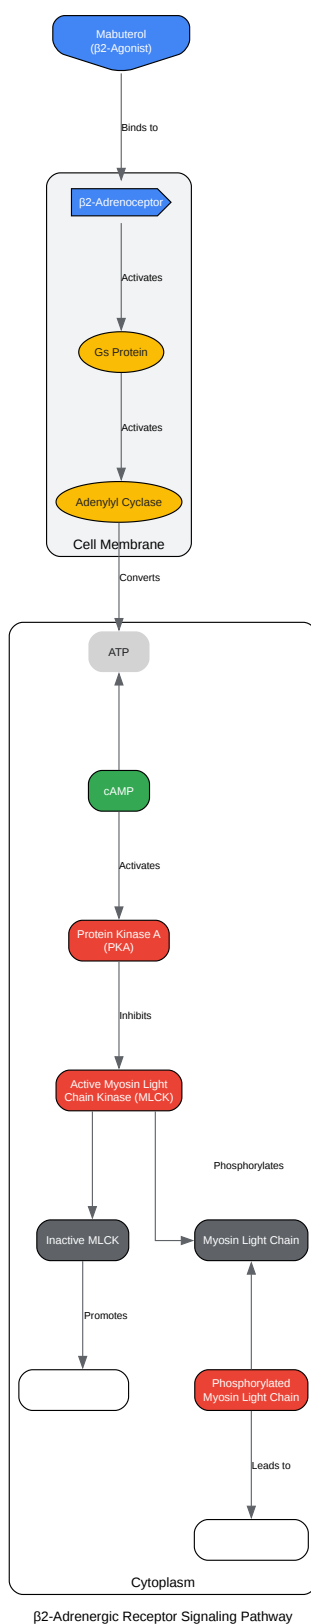 Mabuterol
(β2-Agonist)
Binds to
β2-Adrenoceptor
Activates
Gs Protein
Activates
Adenylyl Cyclase
Cell Membrane
Converts
ATP
cAMP
Activates
Protein Kinase A
(PKA)
Inhibits
Active Myosin Light
Chain Kinase (MLCK)
Phosphorylates
Inactive MLCK
Myosin Light Chain
Promotes
Phosphorylated
Myosin Light Chain
Leads to
Cytoplasm
β2-Adrenergic Receptor Signaling Pathway